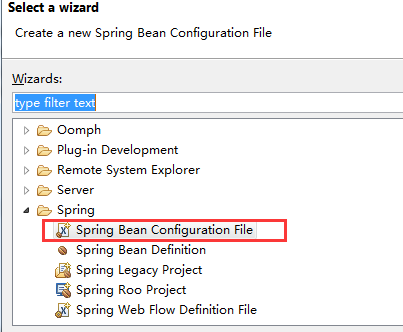 Select a wizard
Create a new Spring Bean Configuration File
Wizards:
type filter text
Oomph
Plug-in Development
Remote System Explorer
Server
Spring
Spring Bean Configuration File
Spring Bean Definition
Spring Legacy Project
Spring Roo Project
Spring Web Flow Definition File